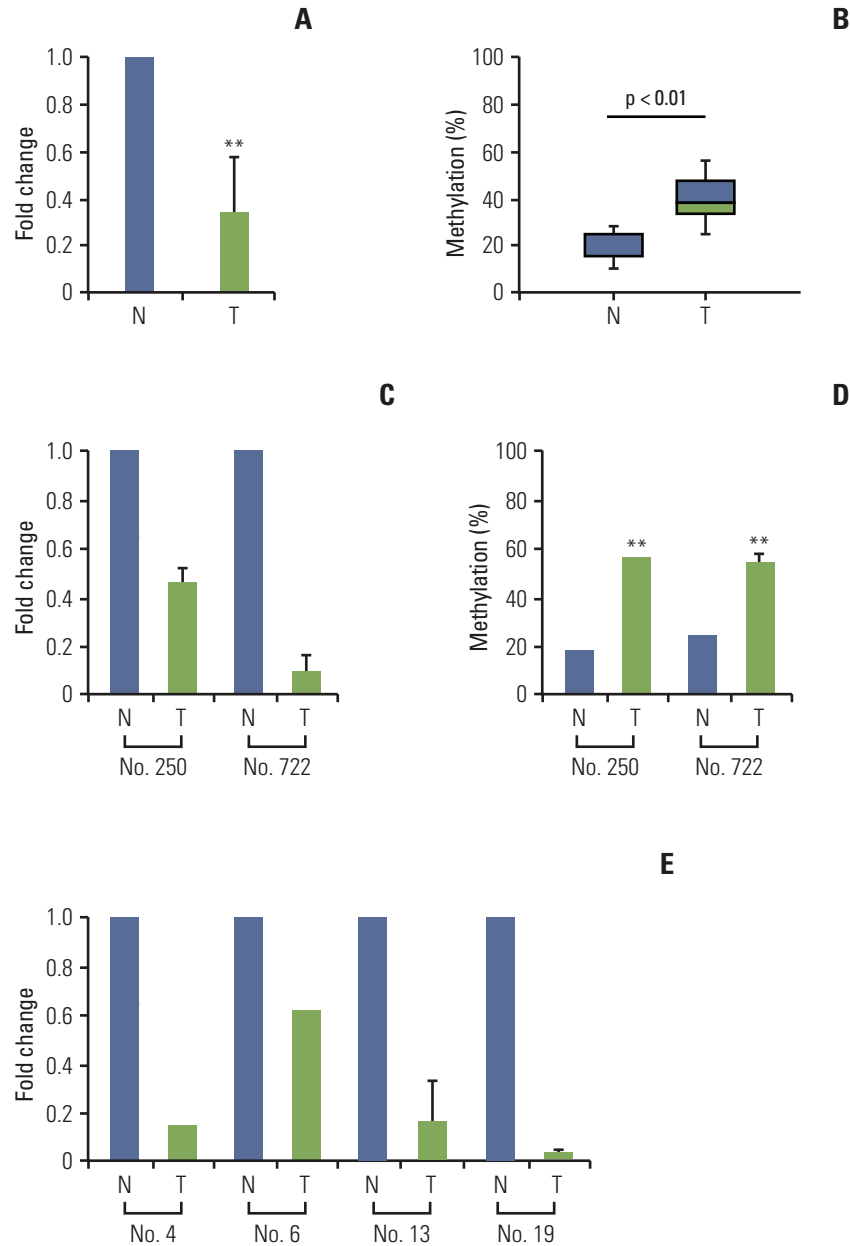 A
Fold change
1.0
0.8
0.6
0.4
0.2
0
**
N T
B
Methylation (%)
100
80
60
40
20
0
p < 0.01
N T
C
Fold change
1.0
0.8
0.6
0.4
0.2
0
N T N T
No. 250 No. 722
D
Methylation (%)
100
80
60
40
20
0
** **
N T N T
No. 250 No. 722
E
Fold change
1.0
0.8
0.6
0.4
0.2
0
N T N T N T N T
No. 4 No. 6 No. 13 No. 19